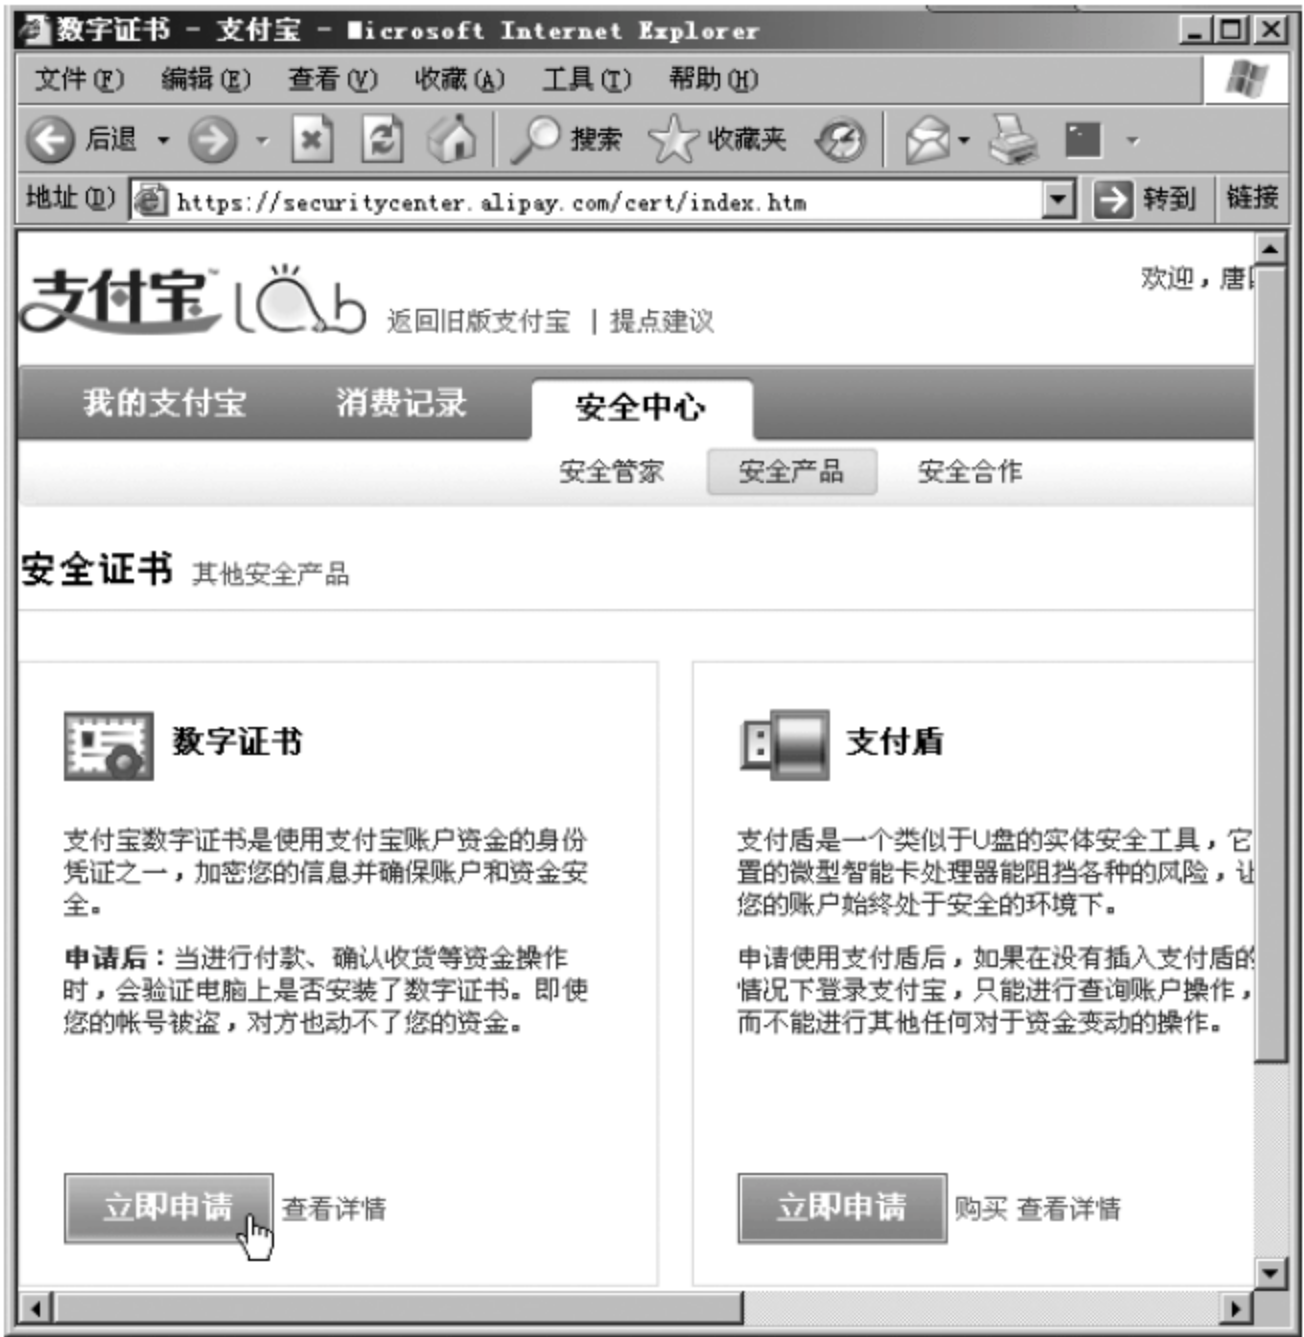 数字证书 - 支付宝 - Microsoft Internet Explorer
文件(F) 编辑(E) 查看(V) 收藏(A) 工具(T) 帮助(H)
后退 搜索 收藏夹
地址(D) https://securitycenter.alipay.com/cert/index.htm 转到 链接
欢迎，唐
支付宝 lab 返回旧版支付宝 | 提点建议
我的支付宝 消费记录 安全中心
安全管家 安全产品 安全合作
安全证书 其他安全产品
数字证书
支付宝数字证书是使用支付宝账户资金的身份
凭证之一，加密您的信息并确保账户和资金安
全。
申请后：当进行付款、确认收货等资金操作
时，会验证电脑上是否安装了数字证书。即使
您的帐号被盗，对方也动不了您的资金。
立即申请 查看详情
支付盾
支付盾是一个类似于U盘的实体安全工具，它
置的微型智能卡处理器能阻挡各种的风险，让
您的账户始终处于安全的环境下。
申请使用支付盾后，如果在没有插入支付盾的
情况下登录支付宝，只能进行查询账户操作，
而不能进行其他任何对于资金变动的操作。
立即申请 购买 查看详情